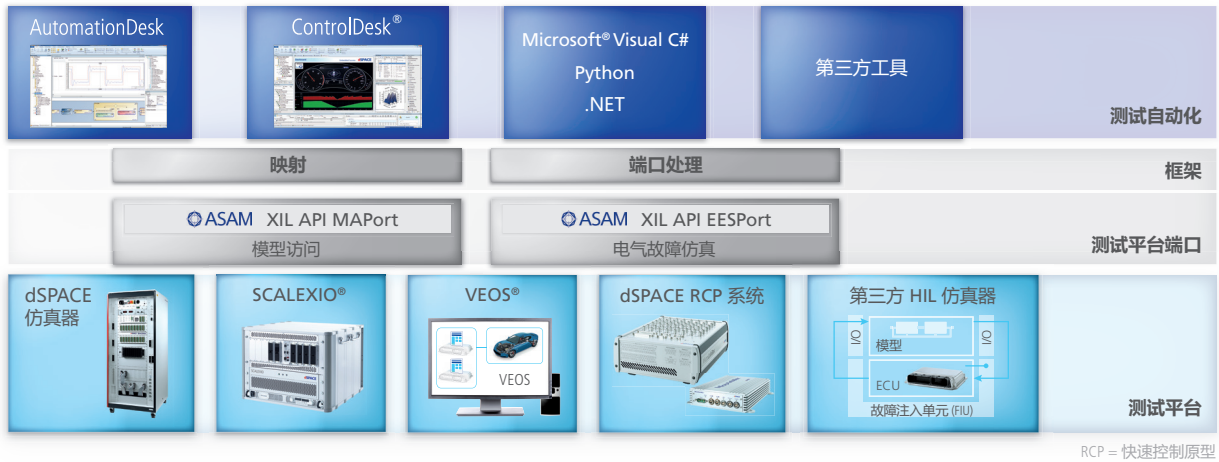 AutomationDesk
ControlDesk®
Microsoft® Visual C#
Python
.NET
第三方工具
测试自动化
映射
端口处理
框架
ASAM XIL API MAPort
模型访问
ASAM XIL API EESPort
电气故障仿真
测试平台端口
dSPACE
仿真器
SCALEXIO®
VEOS®
VEOS
dSPACE RCP 系统
第三方 HIL 仿真器
I/O
模型
I/O
ECU
故障注入单元 (FIU)
测试平台
RCP = 快速控制原型